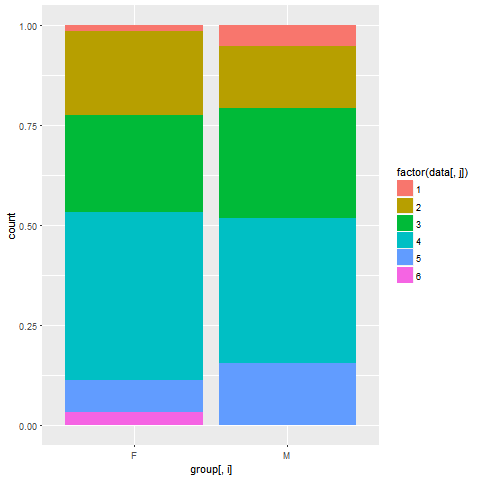 1.00
0.75
0.50
0.25
0.00
count
F
M
group[, i]
factor(data[, j])
1
2
3
4
5
6